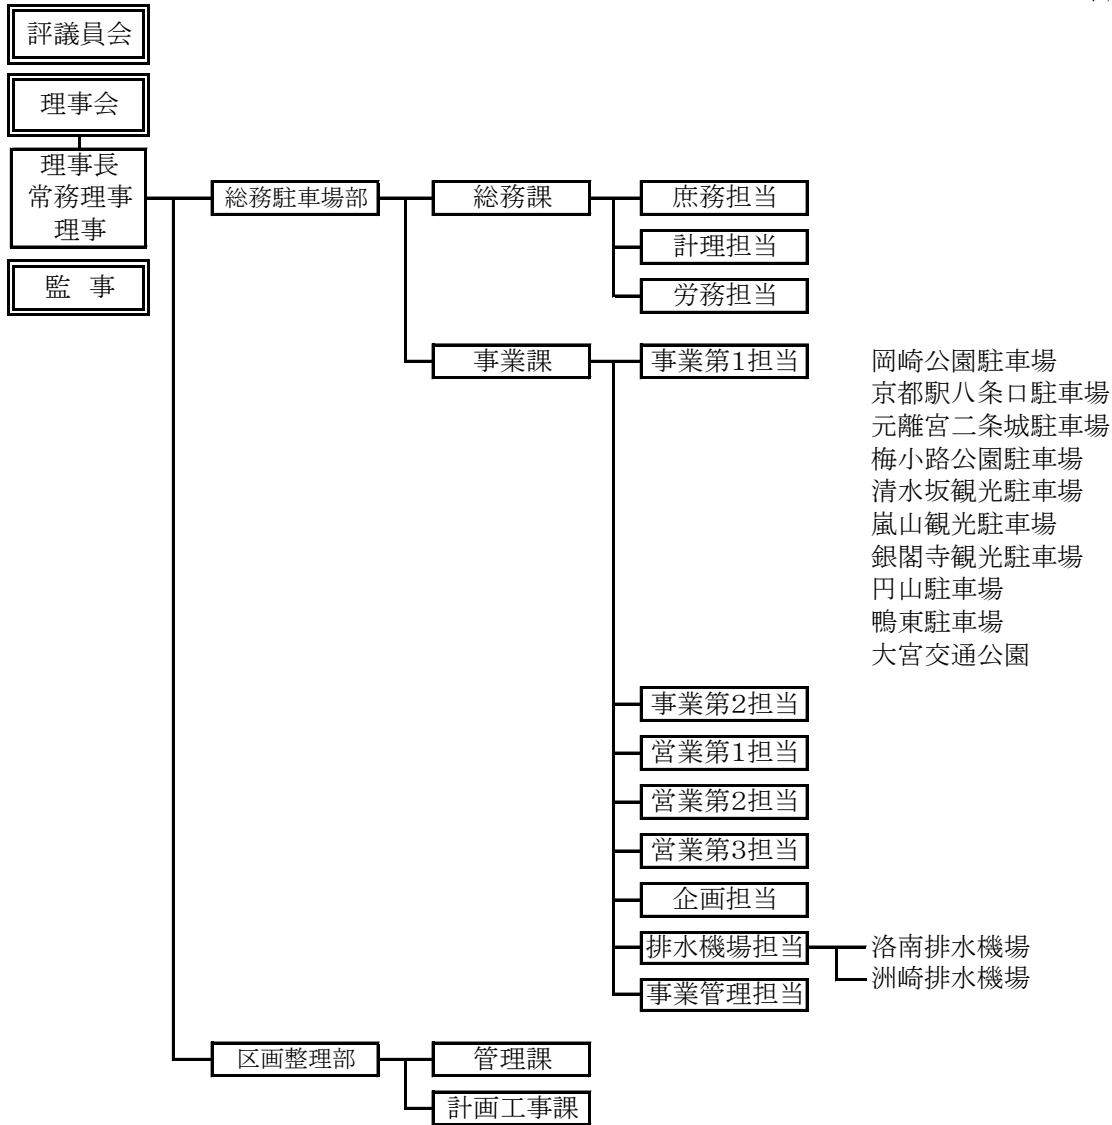 評議員会
理事会
理事長
常務理事
理事
監 事
総務駐車場部
総務課
庶務担当
計理担当
労務担当
事業課
事業第1担当
岡崎公園駐車場
京都駅八条口駐車場
元離宮二条城駐車場
梅小路公園駐車場
清水坂観光駐車場
嵐山観光駐車場
銀閣寺観光駐車場
円山駐車場
鴨東駐車場
大宮交通公園
事業第2担当
営業第1担当
営業第2担当
営業第3担当
企画担当
排水機場担当
洛南排水機場
洲崎排水機場
事業管理担当
区画整理部
管理課
計画工事課